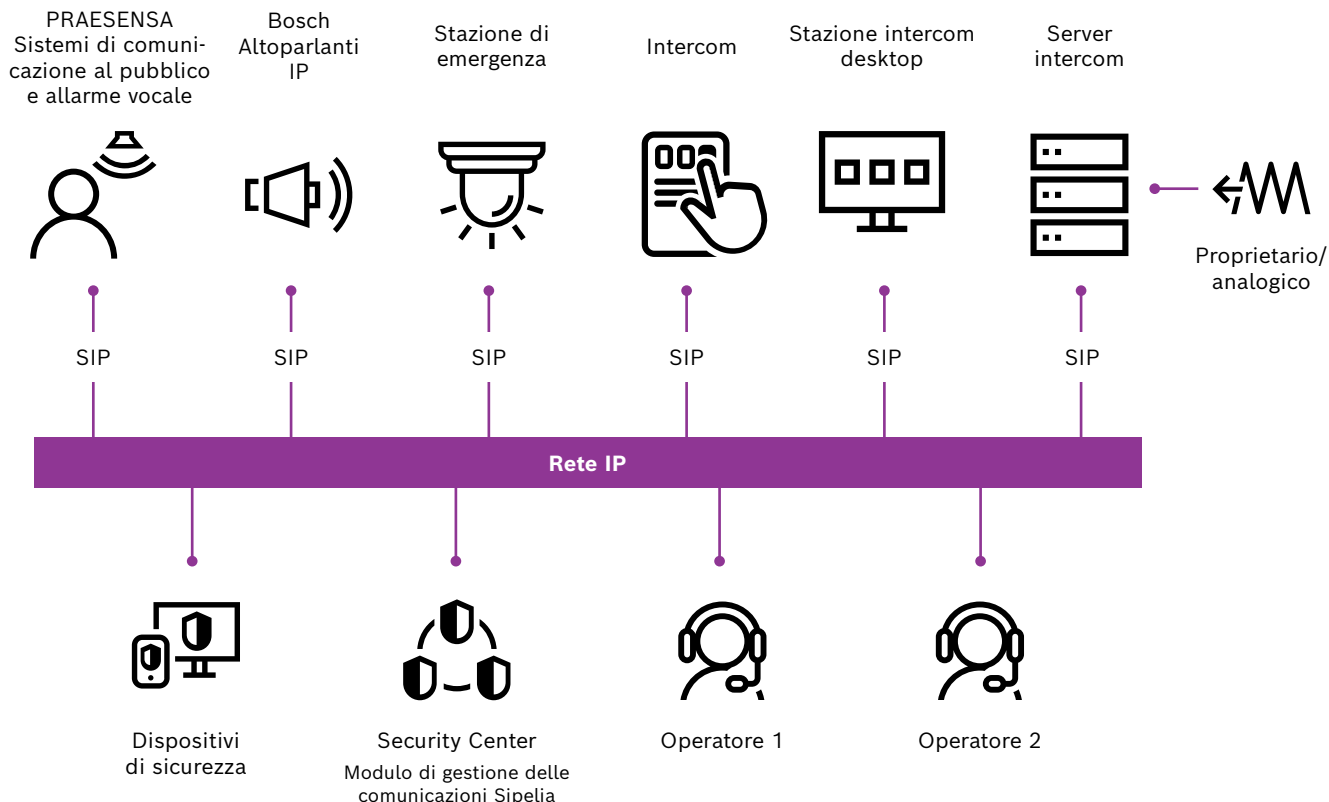 PRAESENSA
Sistemi di comuni-
cazione al pubblico
e allarme vocale
Bosch
Altoparlanti
IP
Stazione di
emergenza
Intercom
Stazione intercom
desktop
Server
intercom
Proprietario/
analogico
SIP
SIP
SIP
SIP
SIP
SIP
Rete IP
Dispositivi
di sicurezza
Security Center
Modulo di gestione delle
comunicazioni Sipelia
Operatore 1
Operatore 2